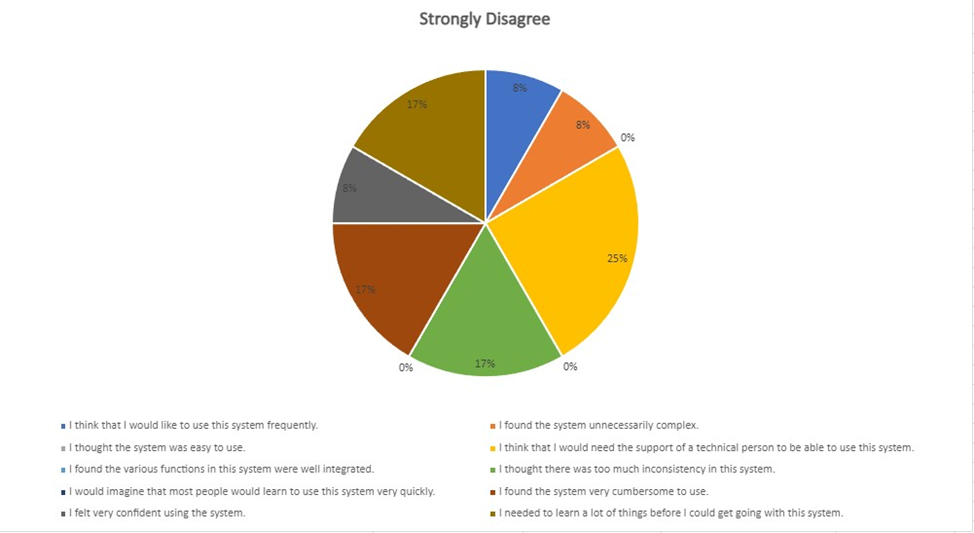 Strongly Disagree
8%
8%
0%
25%
0%
17%
0%
17%
8%
17%
I think that I would like to use this system frequently.
I found the system unnecessarily complex.
I thought the system was easy to use.
I think that I would need the support of a technical person to be able to use this system.
I found the various functions in this system were well integrated.
I thought there was too much inconsistency in this system.
I would imagine that most people would learn to use this system very quickly.
I found the system very cumbersome to use.
I felt very confident using the system.
I needed to learn a lot of things before I could get going with this system.